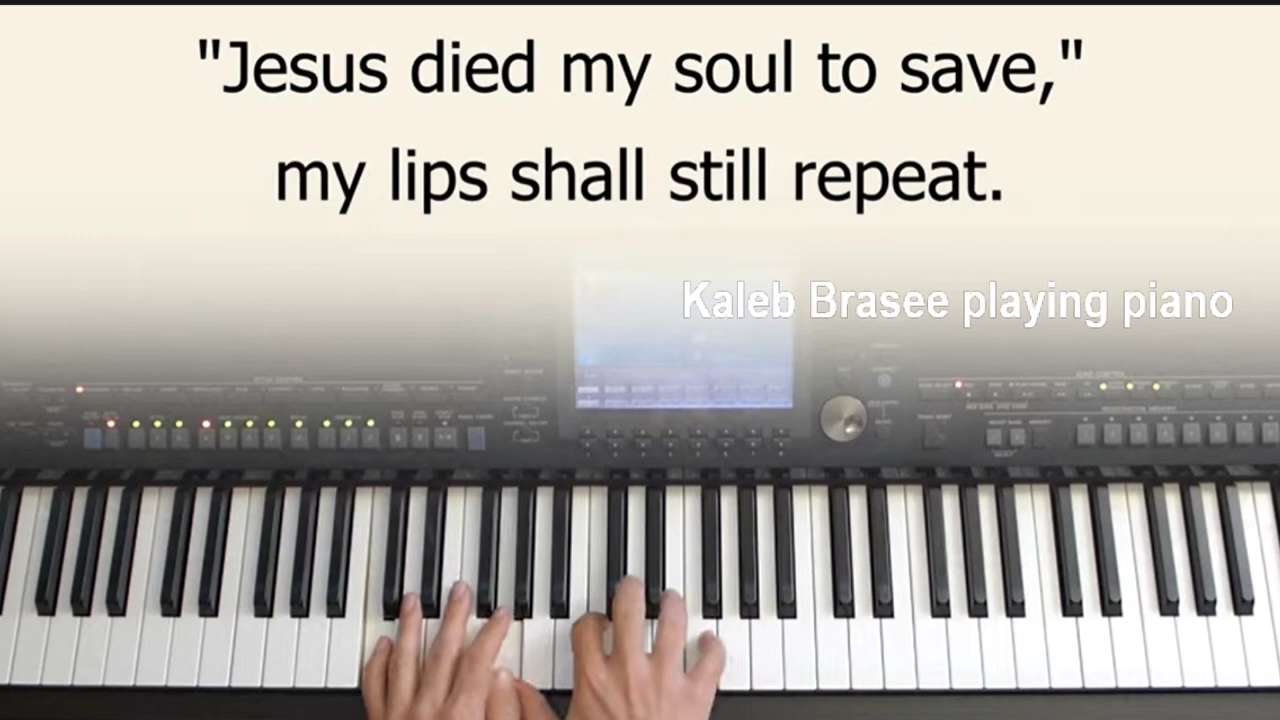 "Jesus died my soul to save,"
my lips shall still repeat.
Kaleb Brasee playing piano